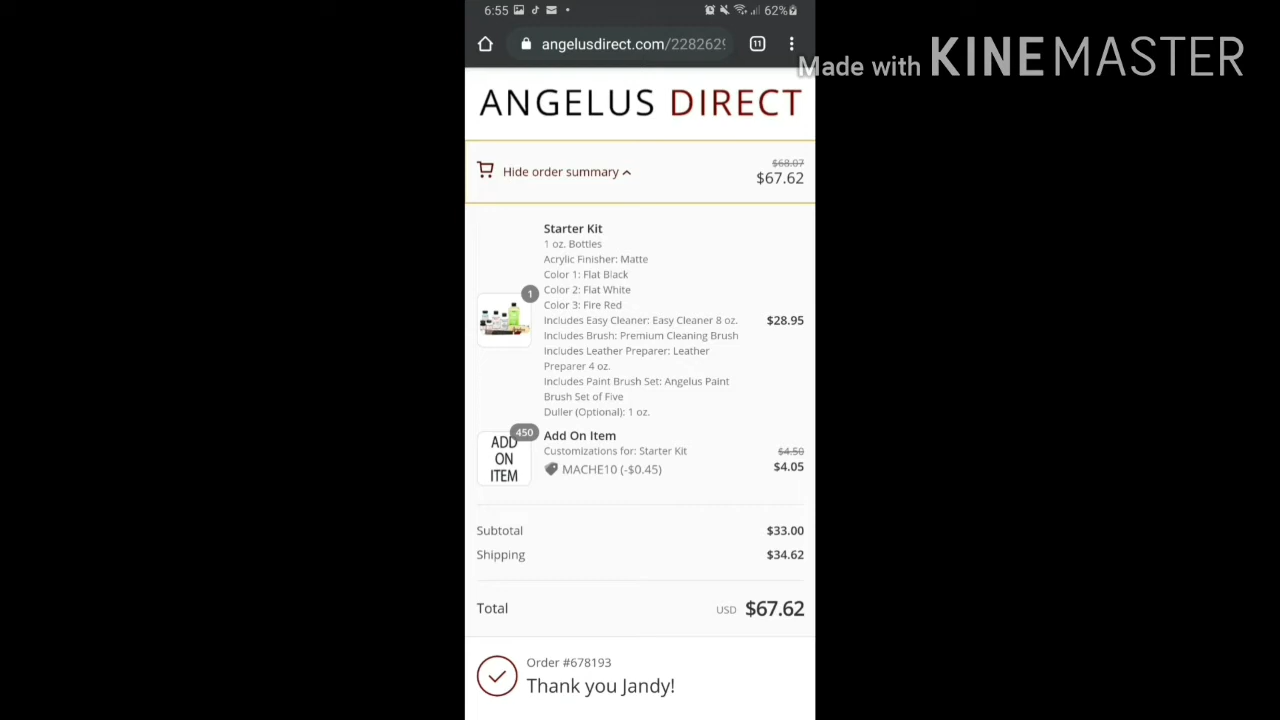 6:55 62%
angelusdirect.com/2282629 11
Made with KINEMASTER
ANGELUS DIRECT
$68.07
Hide order summary $67.62
Starter Kit
1 oz. Bottles
Acrylic Finisher: Matte
Color 1: Flat Black
Color 2: Flat White
1
Color 3: Fire Red
Includes Easy Cleaner: Easy Cleaner 8 oz. $28.95
Includes Brush: Premium Cleaning Brush
Includes Leather Preparer: Leather
Preparer 4 oz.
Includes Paint Brush Set: Angelus Paint
Brush Set of Five
Duller (Optional): 1 oz.
450
ADD
ON
ITEM
Add On Item
Customizations for: Starter Kit $4.50
MACHE10 (-$0.45) $4.05
Subtotal $33.00
Shipping $34.62
Total USD $67.62
Order #678193
Thank you Jandy!